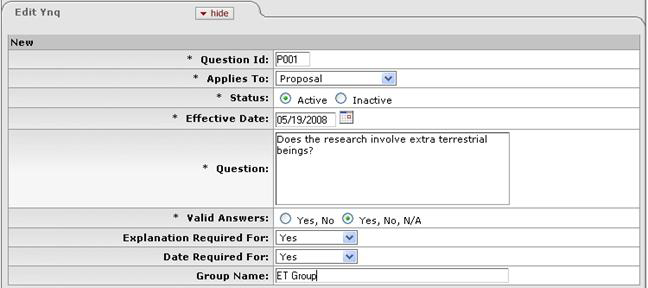 Edit Ynq hide
New
* Question Id: P001
* Applies To: Proposal
* Status: Active Inactive
* Effective Date: 05/19/2008
Does the research involve extra terrestrial
beings?
* Question:
* Valid Answers: Yes, No Yes, No, N/A
Explanation Required For: Yes
Date Required For: Yes
Group Name: ET Group